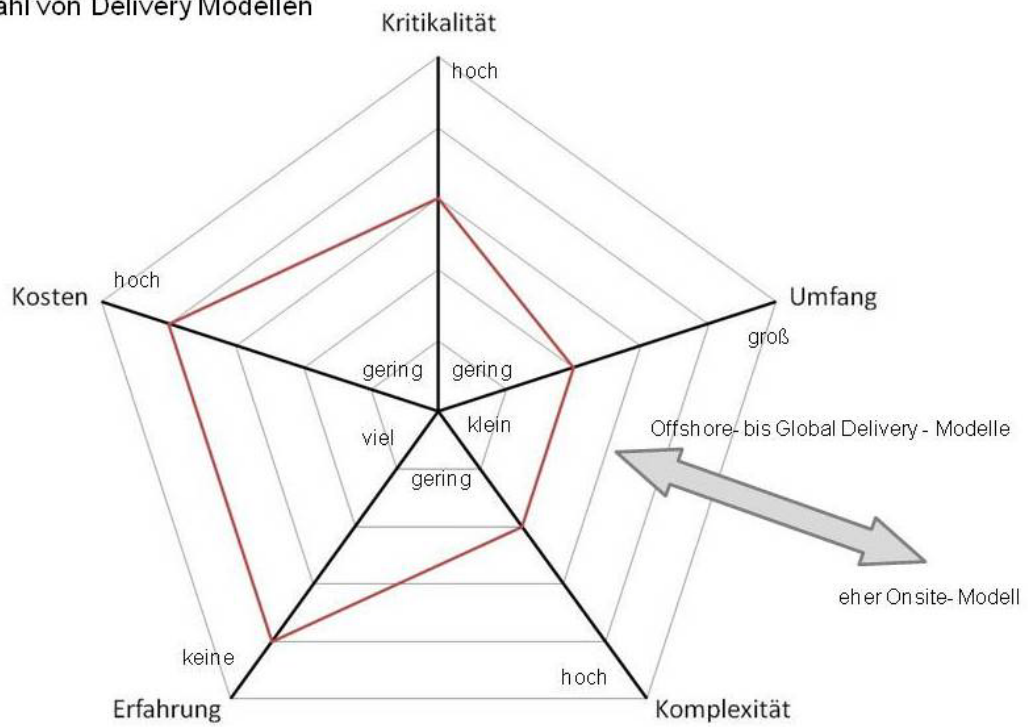 von Delivery Modellen
Kritikalität
hoch
hoch
Kosten
Umfang
groß
gering
gering
viel
klein
gering
Offshore- bis Global Delivery - Modelle
eher Onsite- Modell
keine
hoch
Erfahrung
Komplexität